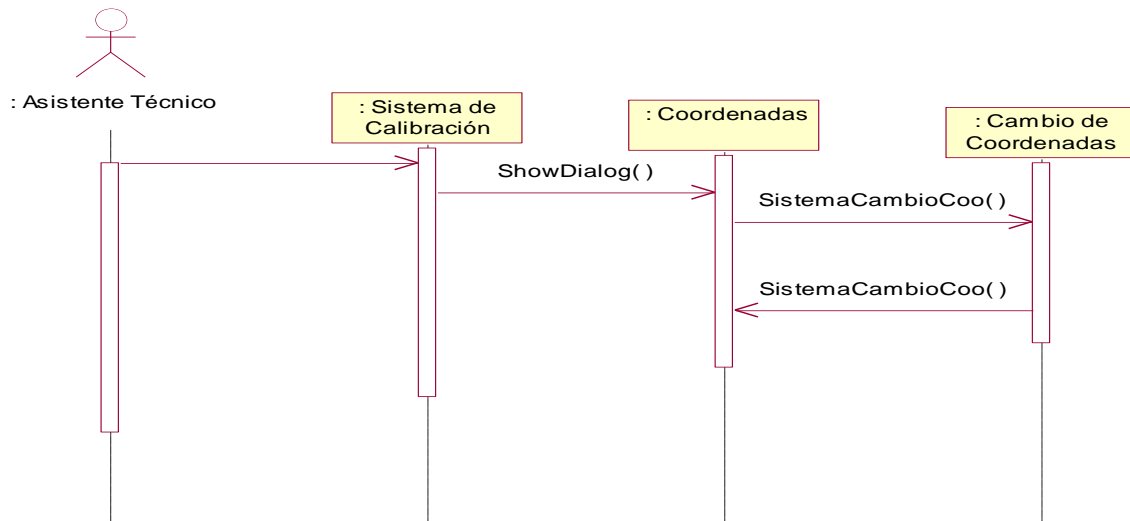 : Asistente Técnico
: Sistema de
Calibración
: Coordenadas
: Cambio de
Coordenadas
ShowDialog( )
SistemaCambioCoo( )
SistemaCambioCoo( )